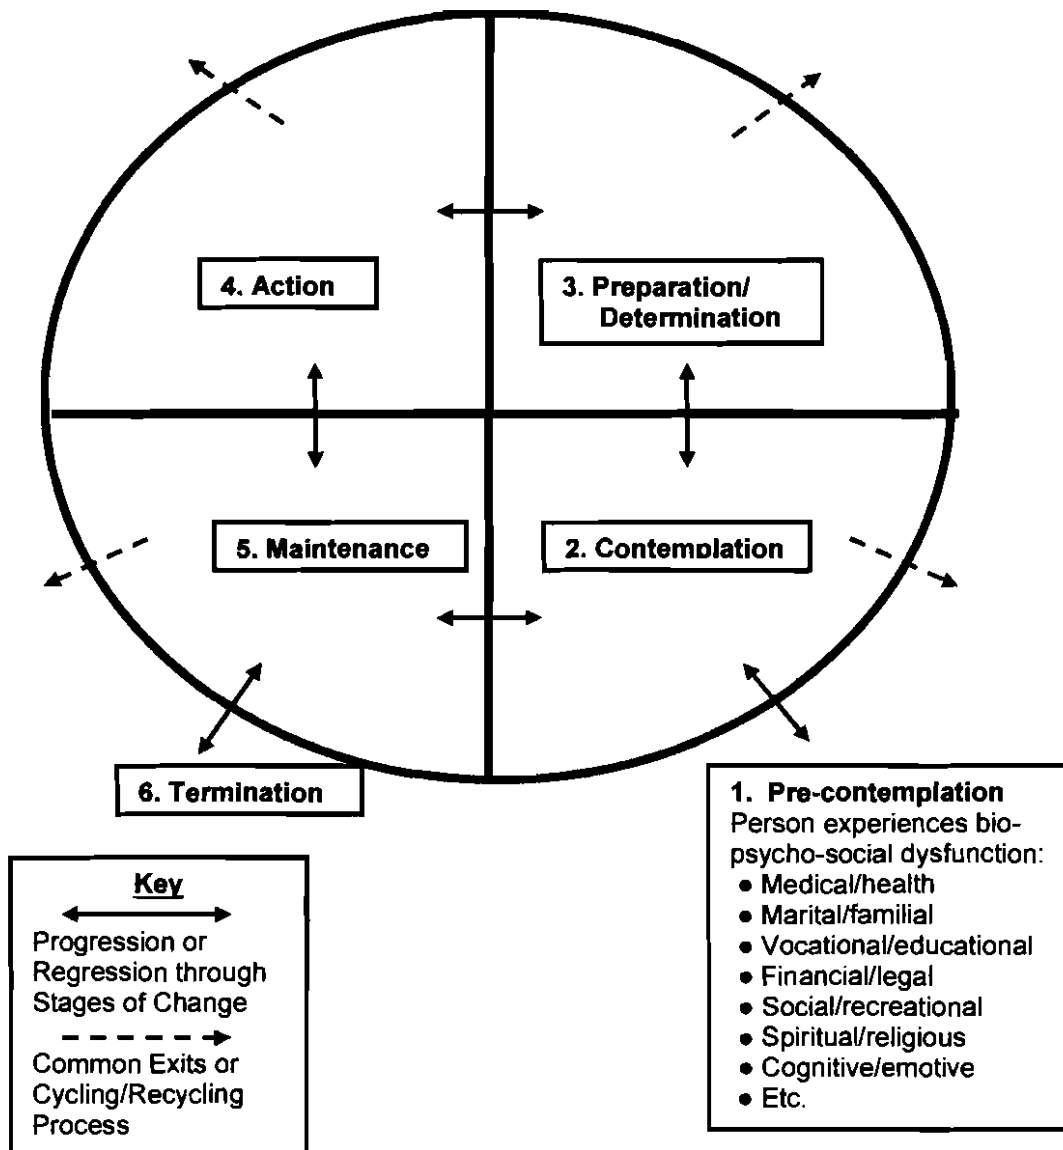 4. Action
3. Preparation/
Determination
5. Maintenance
2. Contemplation
6. Termination
1. Pre-contemplation
Person experiences bio-
psycho-social dysfunction:
• Medical/health
• Marital/familial
• Vocational/educational
• Financial/legal
• Social/recreational
• Spiritual/religious
• Cognitive/emotive
• Etc.
Key
Progression or
Regression through
Stages of Change
Common Exits or
Cycling/Recycling
Process